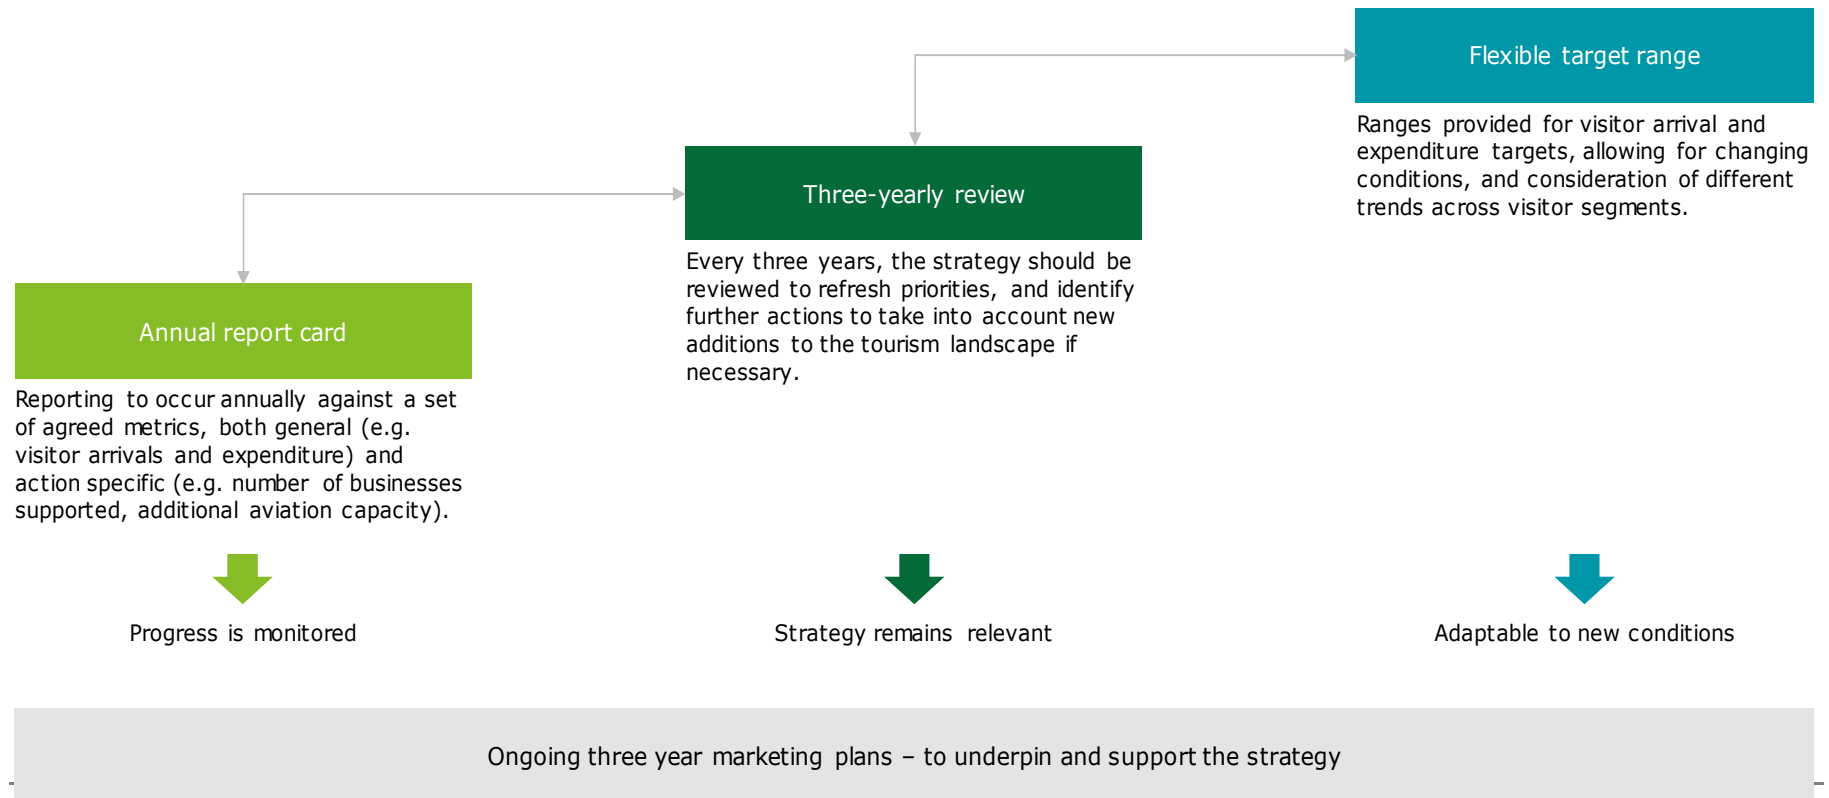 Flexible target range
Ranges provided for visitor arrival and
expenditure targets, allowing for changing
conditions, and consideration of different
trends across visitor segments.
Three-yearly review
Every three years, the strategy should be
reviewed to refresh priorities, and identify
further actions to take into account new
additions to the tourism landscape if
necessary.
Annual report card
Reporting to occur annually against a set
of agreed metrics, both general (e.g.
visitor arrivals and expenditure) and
action specific (e.g. number of businesses
supported, additional aviation capacity).
Progress is monitored
Strategy remains relevant
Adaptable to new conditions
Ongoing three year marketing plans – to underpin and support the strategy